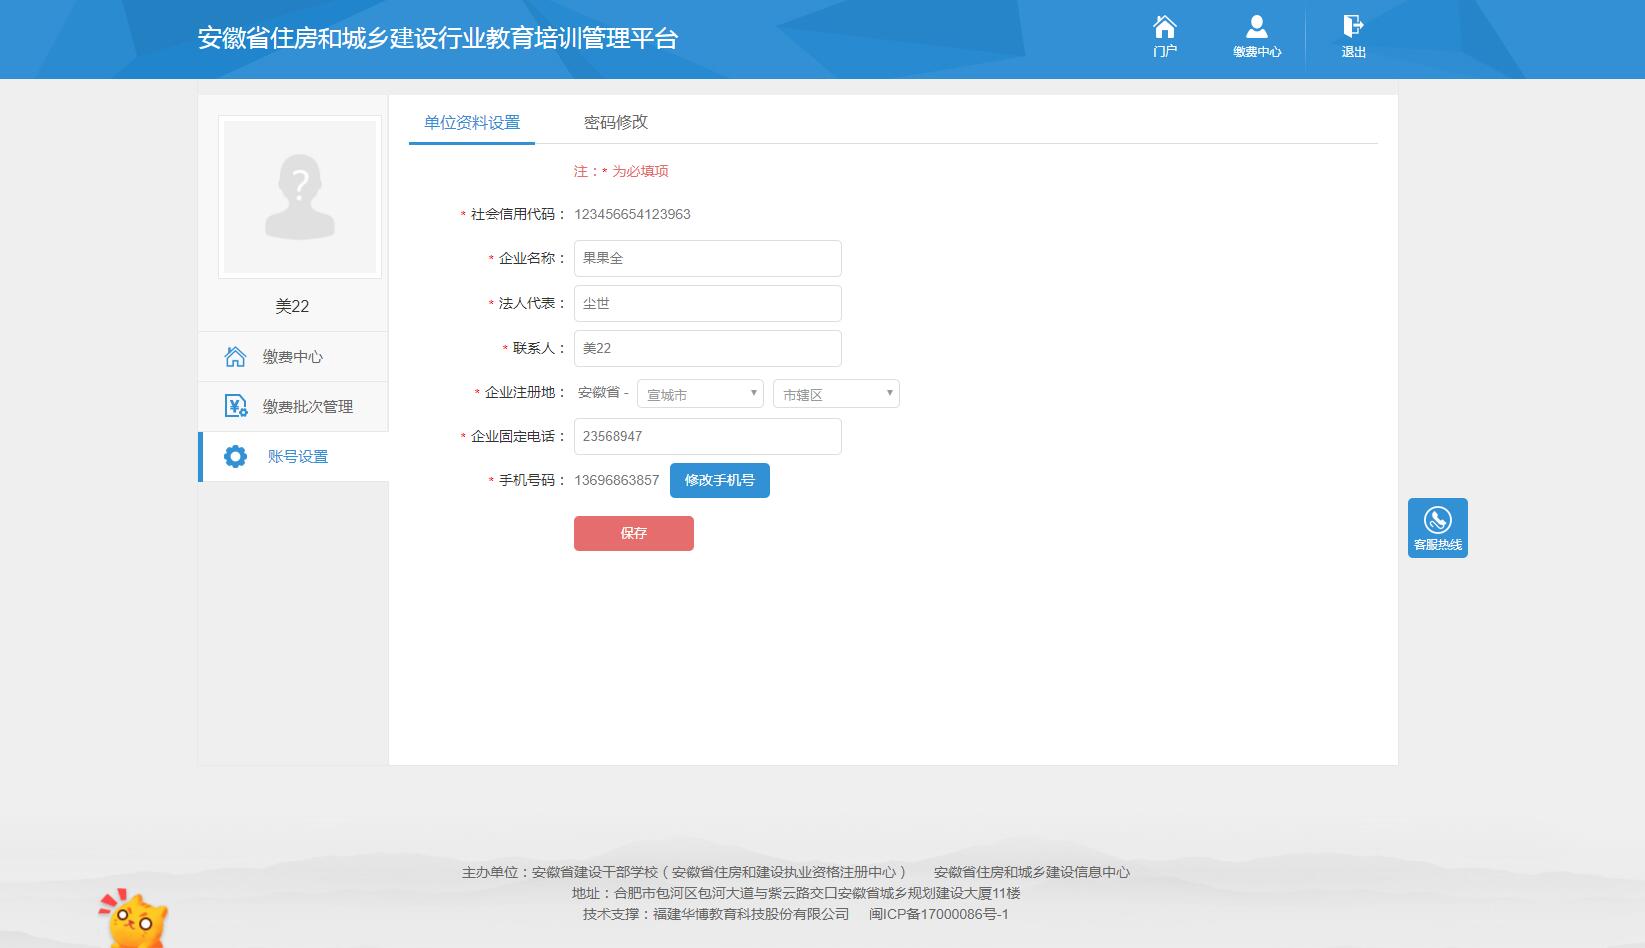 安徽省住房和城乡建设行业教育培训管理平台
门户
缴费中心
退出
美22
缴费中心
缴费批次管理
账号设置
单位资料设置
密码修改
注：* 为必填项
* 社会信用代码： 123456654123963
* 企业名称： 果果全
* 法人代表： 尘世
* 联系人： 美22
* 企业注册地： 安徽省 - 宣城市 市辖区
* 企业固定电话： 23568947
* 手机号码： 13696863857 修改手机号
保存
客服热线
主办单位：安徽省建设干部学校（安徽省住房和建设执业资格注册中心） 安徽省住房和城乡建设信息中心
地址：合肥市包河区包河大道与紫云路交口安徽省城乡规划建设大厦11楼
技术支撑：福建华博教育科技股份有限公司 闽ICP备17000086号-1